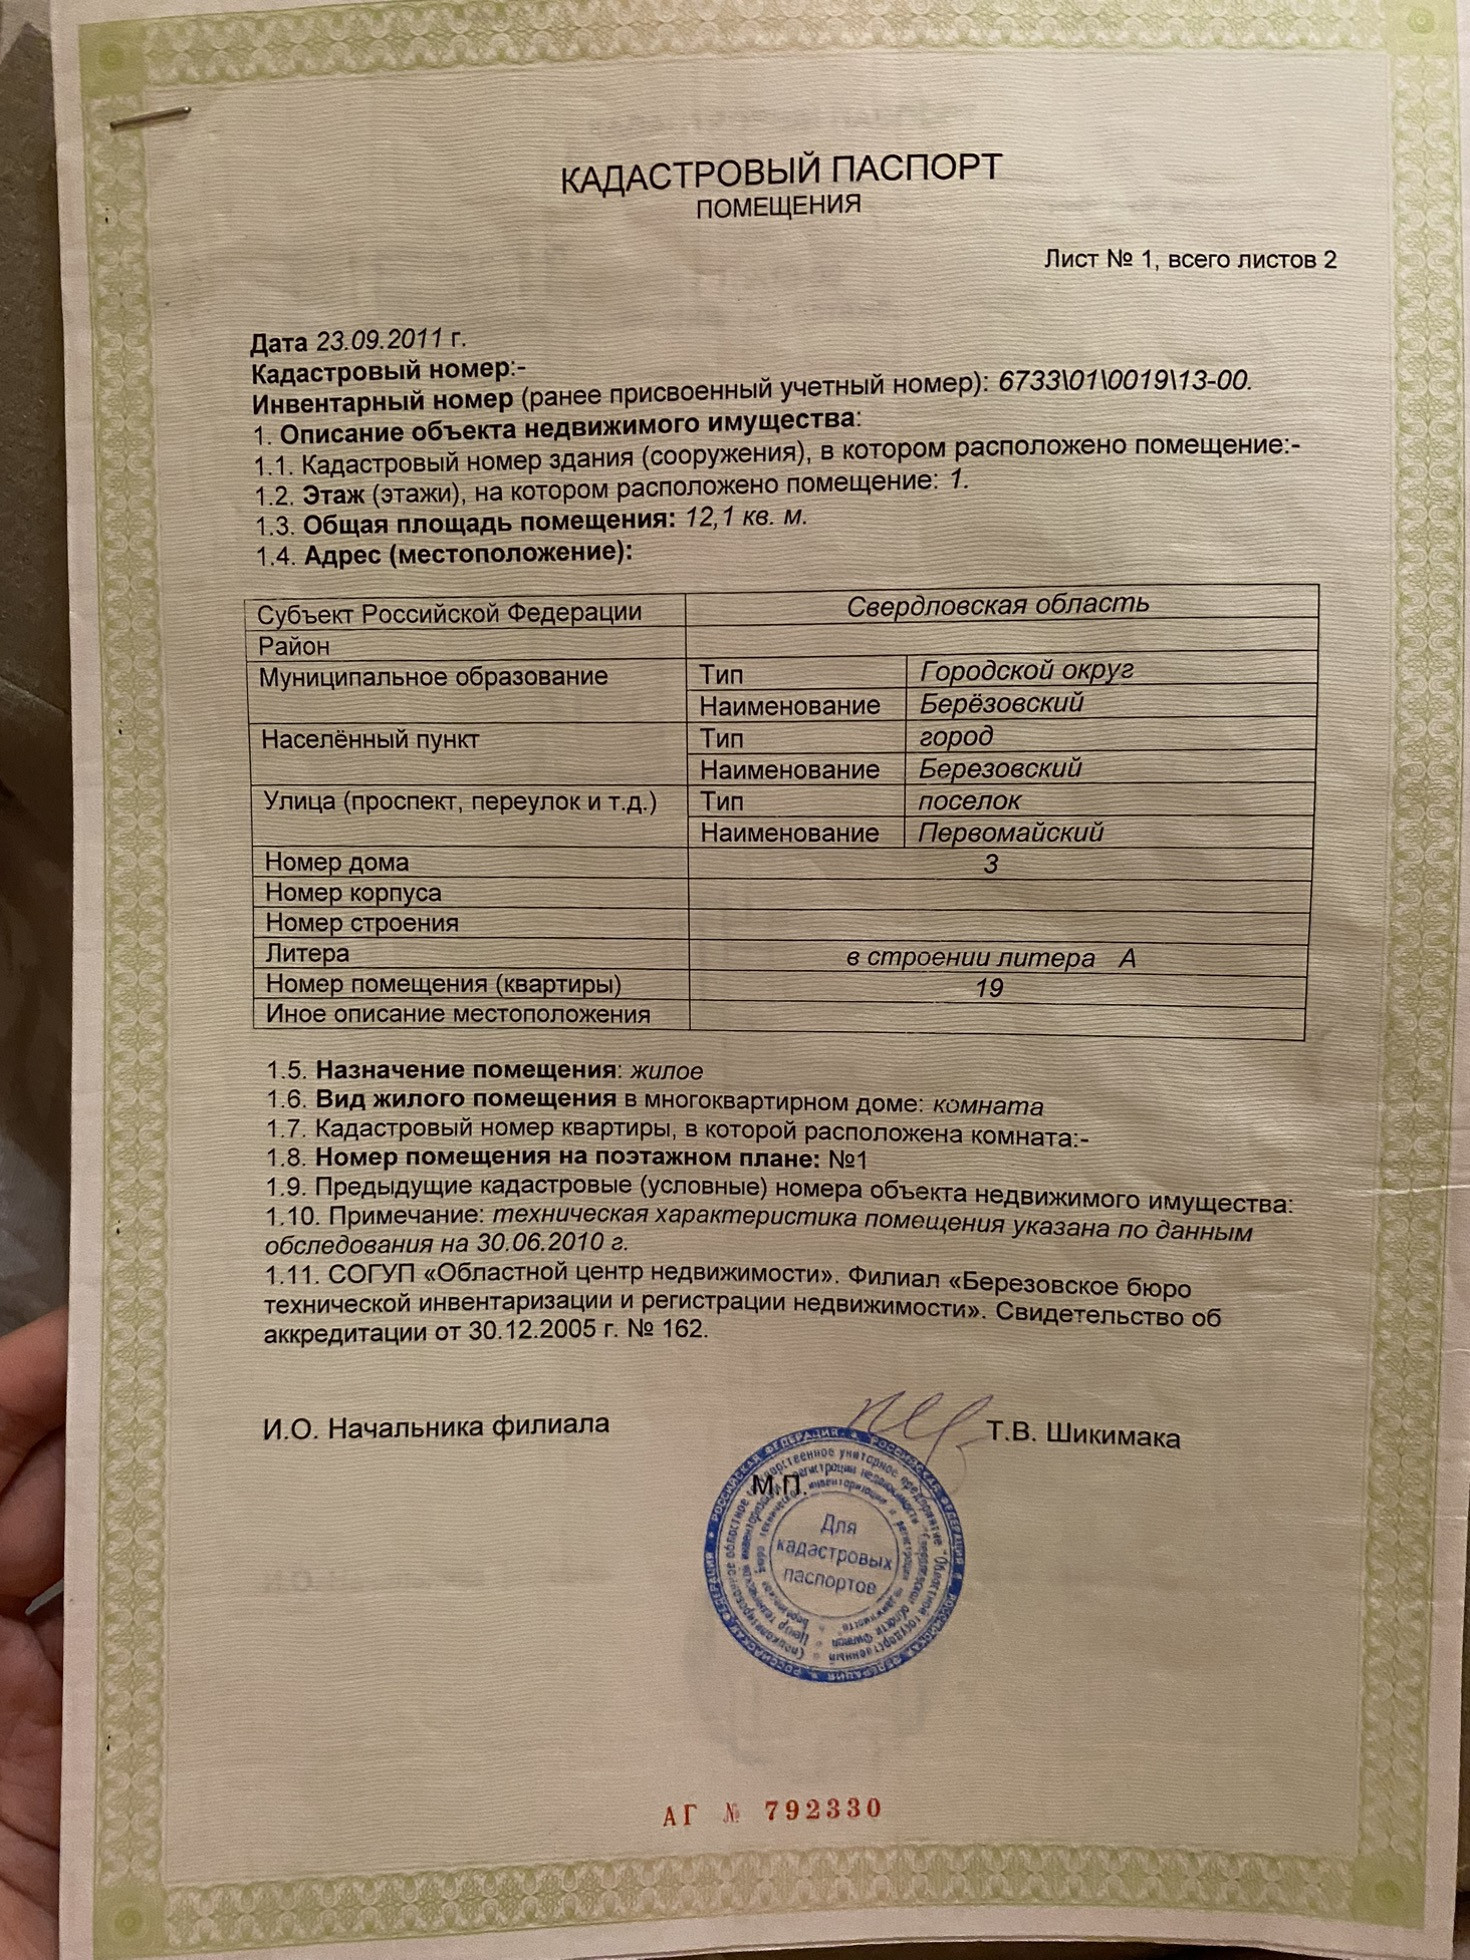 КАДАСТРОВЫЙ ПАСПОРТ
ПОМЕЩЕНИЯ
Лист № 1, всего листов 2
Дата 23.09.2011 г.
Кадастровый номер:-
Инвентарный номер (ранее присвоенный учетный номер): 6733\01\0019\13-00.
1. Описание объекта недвижимого имущества:
1.1. Кадастровый номер здания (сооружения), в котором расположено помещение:-
1.2. Этаж (этажи), на котором расположено помещение: 1.
1.3. Общая площадь помещения: 12,1 кв. м.
1.4. Адрес (местоположение):
Субъект Российской Федерации Свердловская область
Район
Муниципальное образование Тип Городской округ
Наименование Берёзовский
Населённый пункт Тип город
Наименование Березовский
Улица (проспект, переулок и т.д.) Тип поселок
Наименование Первомайский
Номер дома 3
Номер корпуса
Номер строения
Литера в строении литера А
Номер помещения (квартиры) 19
Иное описание местоположения
1.5. Назначение помещения: жилое
1.6. Вид жилого помещения в многоквартирном доме: комната
1.7. Кадастровый номер квартиры, в которой расположена комната:-
1.8. Номер помещения на поэтажном плане: №1
1.9. Предыдущие кадастровые (условные) номера объекта недвижимого имущества:
1.10. Примечание: техническая характеристика помещения указана по данным
обследования на 30.06.2010 г.
1.11. СОГУП «Областной центр недвижимости». Филиал «Березовское бюро
технической инвентаризации и регистрации недвижимости». Свидетельство об
аккредитации от 30.12.2005 г. № 162.
И.О. Начальника филиала Т.В. Шикимака
М.П.
Для
кадастровых
паспортов
РОССИЙСКАЯ ФЕДЕРАЦИЯ
АГ № 792330